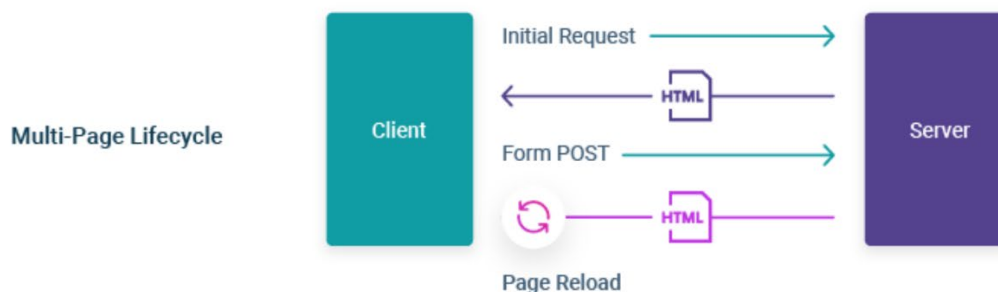 Initial Request
HTML
Multi-Page Lifecycle
Client
Server
Form POST
HTML
Page Reload